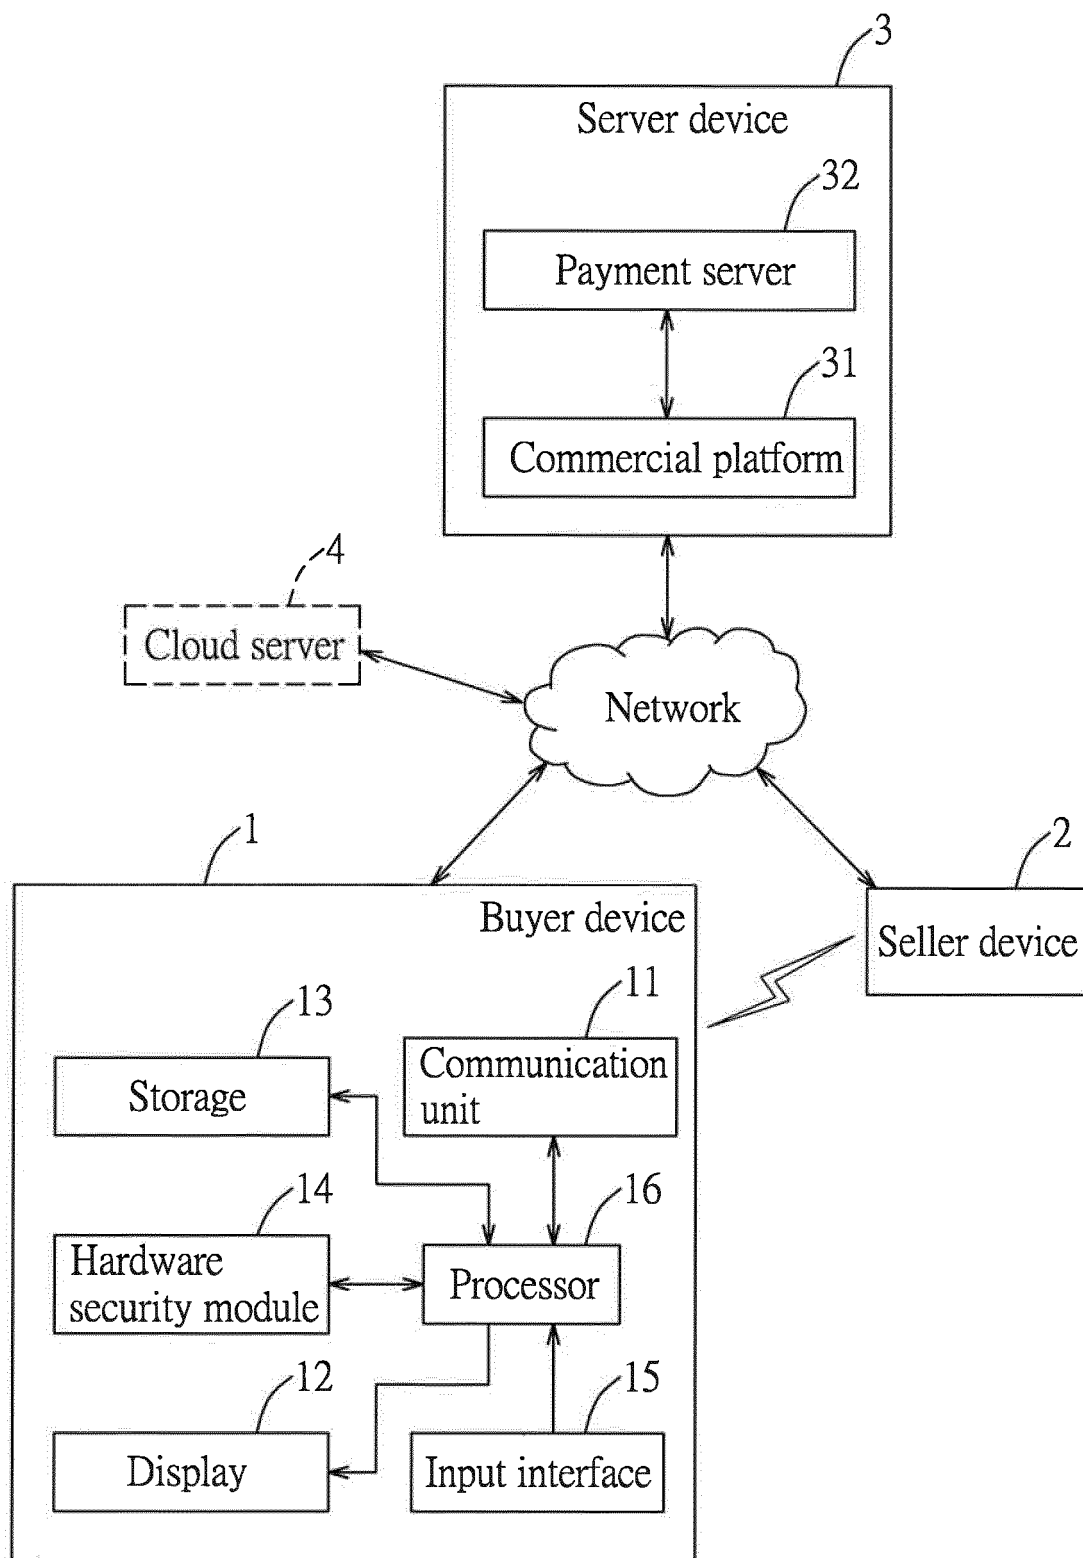 3
Server device
32
Payment server
31
Commercial platform
4
Cloud server
Network
1
2
Buyer device
Seller device
13
11
Storage
Communication
unit
14
16
Hardware
security module
Processor
12
15
Display
Input interface